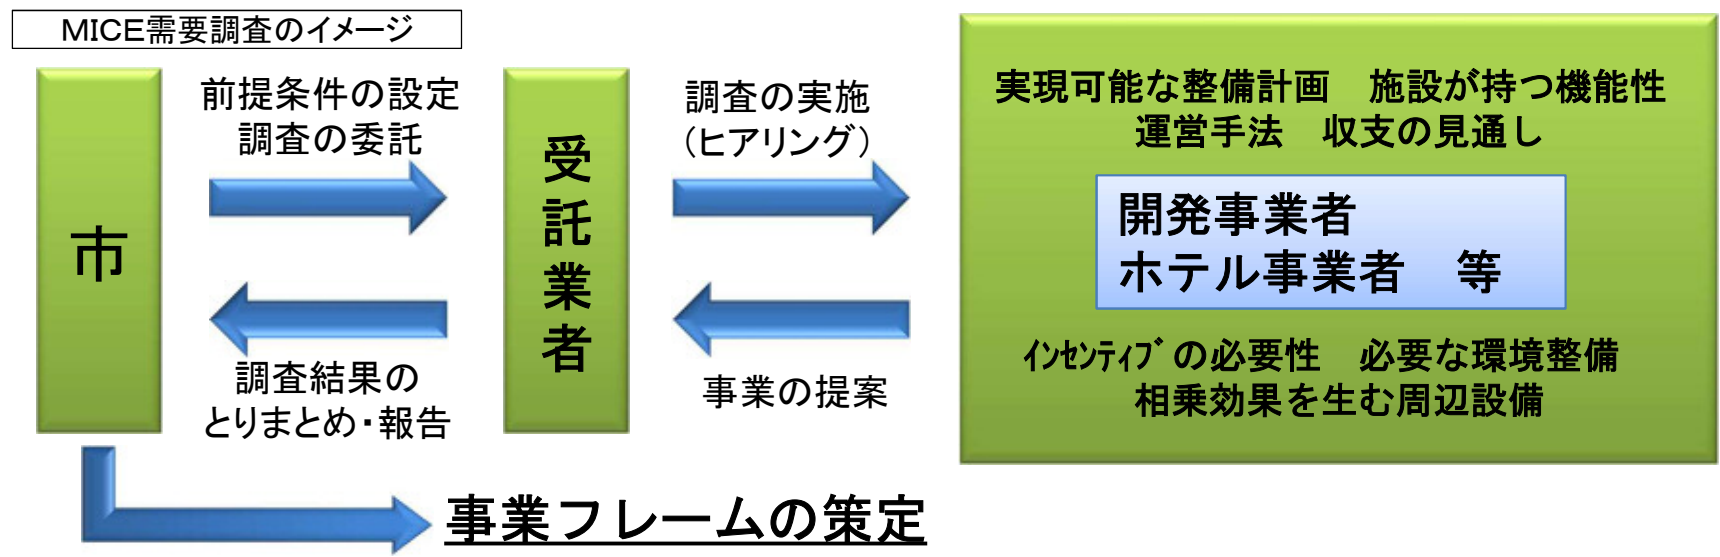 MICE需要調査のイメージ
市
前提条件の設定
調査の委託
調査結果の
とりまとめ・報告
受託業者
調査の実施
(ヒアリング)
事業の提案
実現可能な整備計画　施設が持つ機能性
運営手法　収支の見通し
開発事業者
ホテル事業者　等
ｲﾝｾﾝﾃｨﾌﾞの必要性　必要な環境整備
相乗効果を生む周辺設備
事業フレームの策定